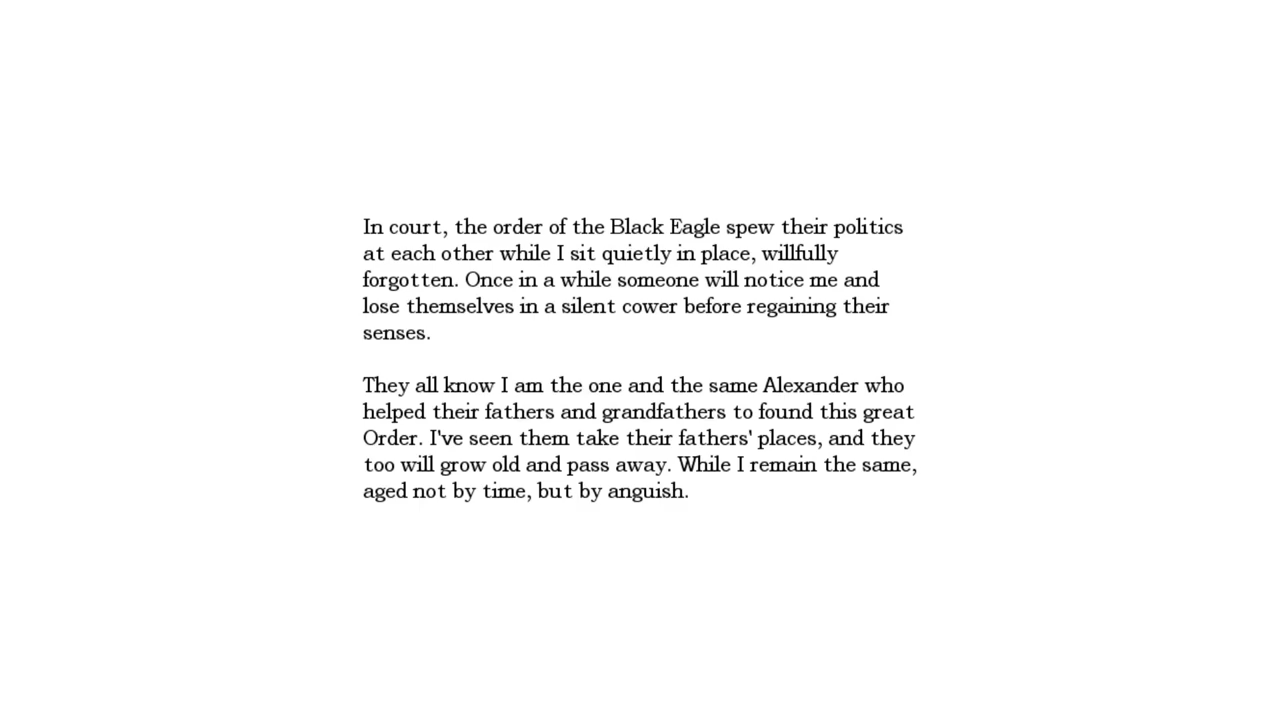 In court, the order of the Black Eagle spew their politics
at each other while I sit quietly in place, willfully
forgotten. Once in a while someone will notice me and
lose themselves in a silent cower before regaining their
senses.
They all know I am the one and the same Alexander who
helped their fathers and grandfathers to found this great
Order. I've seen them take their fathers' places, and they
too will grow old and pass away. While I remain the same,
aged not by time, but by anguish.